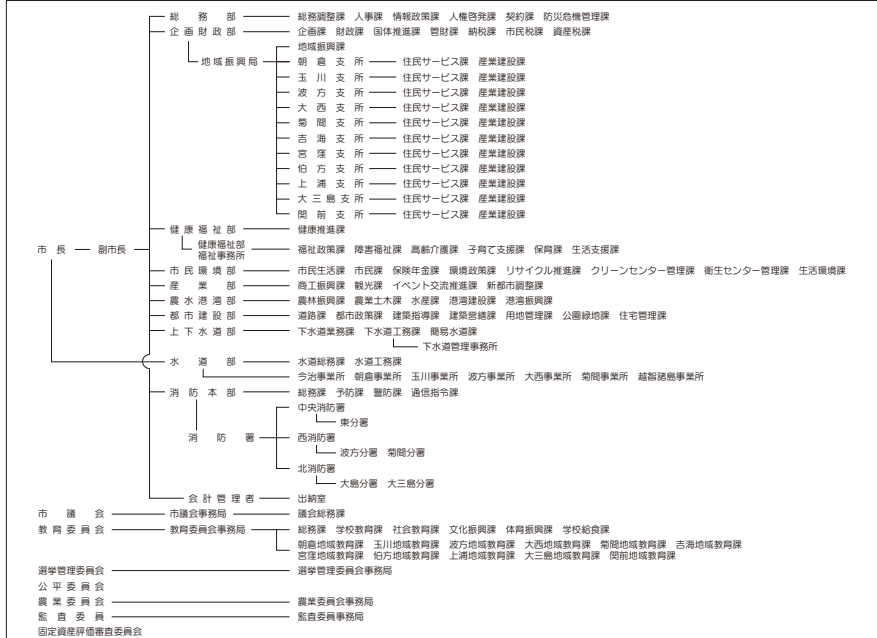 総務部 総務調整課 人事課 情報政策課 人権啓発課 契約課 防災危機管理課
企画財政部 企画課 財政課 国体推進課 管財課 納税課 市民税課 資産税課
地域振興課
地域振興局 朝倉支所 住民サービス課 産業建設課
玉川支所 住民サービス課 産業建設課
波方支所 住民サービス課 産業建設課
大西支所 住民サービス課 産業建設課
菊間支所 住民サービス課 産業建設課
吉海支所 住民サービス課 産業建設課
宮窪支所 住民サービス課 産業建設課
伯方支所 住民サービス課 産業建設課
上浦支所 住民サービス課 産業建設課
大三島支所 住民サービス課 産業建設課
関前支所 住民サービス課 産業建設課
健康福祉部 健康推進課
市長 副市長 健康福祉部 福祉事務所 福祉政策課 障害福祉課 高齢介護課 子育て支援課 保育課 生活支援課
市民環境部 市民生活課 市民課 保険年金課 環境政策課 リサイクル推進課 クリーンセンター管理課 衛生センター管理課 生活環境課
産業部 商工振興課 観光課 イベント交流推進課 新都市調整課
農水港湾部 農林振興課 農業土木課 水産課 港湾建設課 港湾振興課
都市建設部 道路課 都市政策課 建築指導課 建築営繕課 用地管理課 公園緑地課 住宅管理課
上下水道部 下水道業務課 下水道工務課 簡易水道課
下水道管理事務所
水道部 水道総務課 水道工務課
今治事業所 朝倉事業所 玉川事業所 波方事業所 大西事業所 菊間事業所 越智諸島事業所
消防本部 総務課 予防課 警防課 通信指令課
中央消防署
東分署
消防署 西消防署
波方分署 菊間分署
北消防署
大島分署 大三島分署
会計管理者 出納室
市議会 市議会事務局 議会総務課
教育委員会 教育委員会事務局 総務課 学校教育課 社会教育課 文化振興課 体育振興課 学校給食課
朝倉地域教育課 玉川地域教育課 波方地域教育課 大西地域教育課 菊間地域教育課 吉海地域教育課
宮窪地域教育課 伯方地域教育課 上浦地域教育課 大三島地域教育課 関前地域教育課
選挙管理委員会 選挙管理委員会事務局
公平委員会
農業委員会 農業委員会事務局
監査委員 監査委員事務局
固定資産評価審査委員会